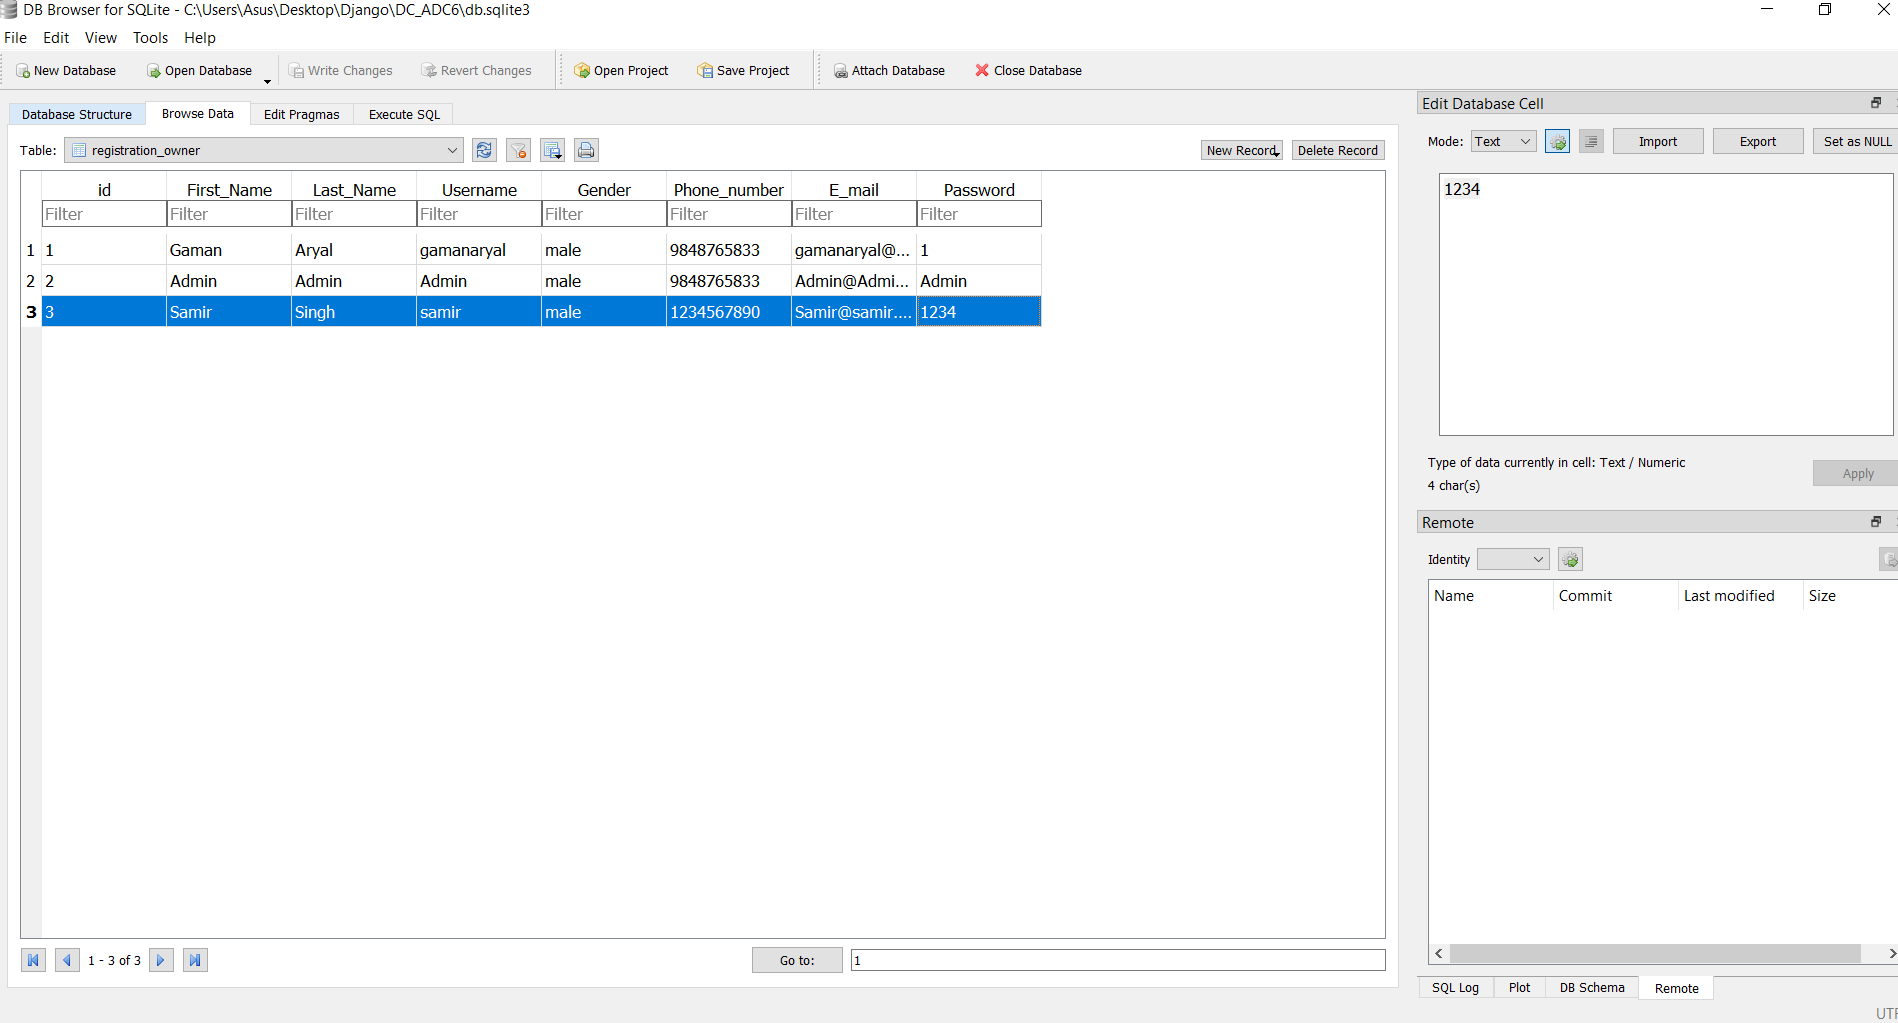 DB Browser for SQLite - C:\Users\Asus\Desktop\Django\DC_ADC6\db.sqlite3
File Edit View Tools Help
New Database Open Database Write Changes Revert Changes Open Project Save Project Attach Database Close Database
Database Structure Browse Data Edit Pragmas Execute SQL
Table: registration_owner New Record Delete Record
id First_Name Last_Name Username Gender Phone_number E_mail Password
Filter Filter Filter Filter Filter Filter Filter Filter
1 1 Gaman Aryal gamanaryal male 9848765833 gamanaryal@... 1
2 2 Admin Admin Admin male 9848765833 Admin@Admi... Admin
3 3 Samir Singh samir male 1234567890 Samir@samir.... 1234
1 - 3 of 3 Go to: 1
Edit Database Cell
Mode: Text Import Export Set as NULL
1234
Type of data currently in cell: Text / Numeric
4 char(s)
Apply
Remote
Identity
Name Commit Last modified Size
SQL Log Plot DB Schema Remote
UTF